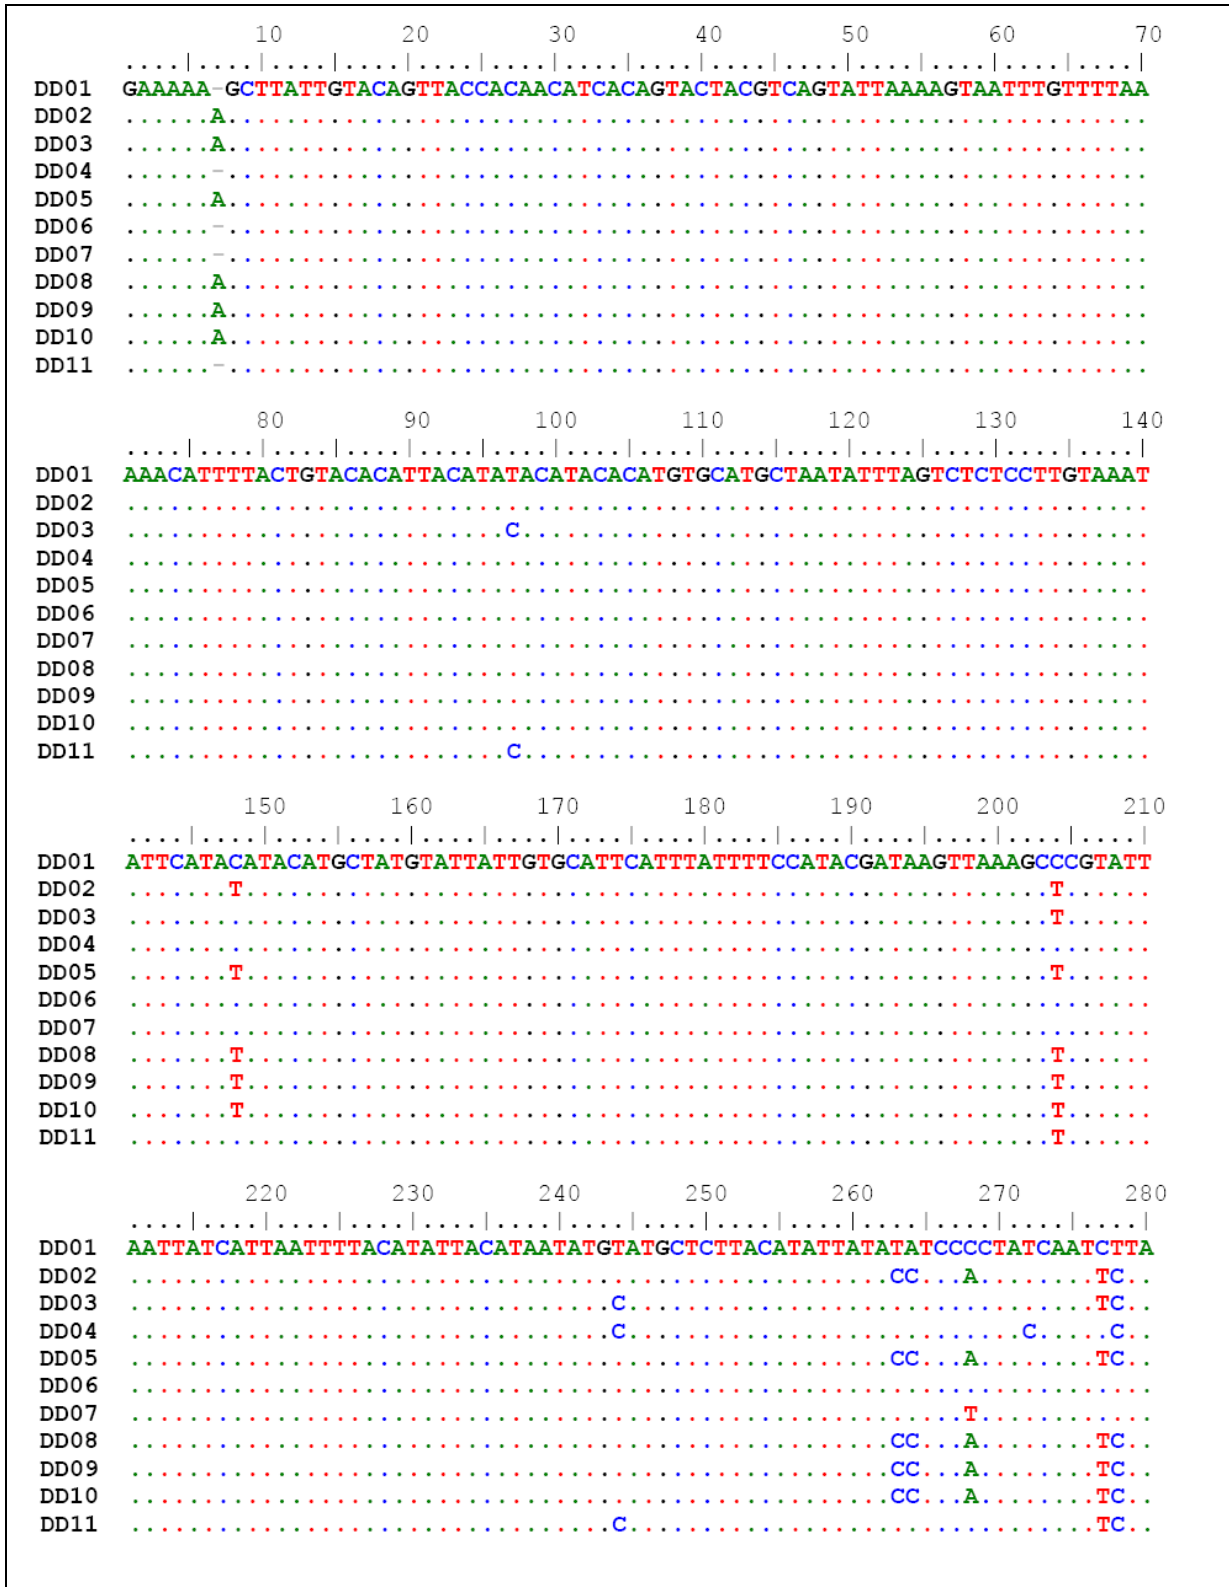 10 20 30 40 50 60 70
....|....|....|....|....|....|....|....|....|....|....|....|....|....|
DD01 GAAAAA-GCTTATTGTACAGTTACCACAACATCACAGTACTACGTCAGTATTAAAAGTAATTTGTTTTAA
DD02 ......A...............................................................
DD03 ......A...............................................................
DD04 ......-...............................................................
DD05 ......A...............................................................
DD06 ......-...............................................................
DD07 ......-...............................................................
DD08 ......A...............................................................
DD09 ......A...............................................................
DD10 ......A...............................................................
DD11 ......-...............................................................
80 90 100 110 120 130 140
....|....|....|....|....|....|....|....|....|....|....|....|....|....|
DD01 AAACATTTTACTGTACACATTACATATACATACACATGTGCATGCTAATATTTAGTCTCTCCTTGTAAAT
DD02 ......................................................................
DD03 ..........................C...........................................
DD04 ......................................................................
DD05 ......................................................................
DD06 ......................................................................
DD07 ......................................................................
DD08 ......................................................................
DD09 ......................................................................
DD10 ......................................................................
DD11 ..........................C...........................................
150 160 170 180 190 200 210
....|....|....|....|....|....|....|....|....|....|....|....|....|....|
DD01 ATTCATACATACATGCTATGTATTATTGTGCATTCATTTATTTTCCATACGATAAGTTAAAGCCCGTATT
DD02 .......T.......................................................T......
DD03 ...............................................................T......
DD04 ......................................................................
DD05 .......T.......................................................T......
DD06 ......................................................................
DD07 ......................................................................
DD08 .......T.......................................................T......
DD09 .......T.......................................................T......
DD10 .......T.......................................................T......
DD11 ...............................................................T......
220 230 240 250 260 270 280
....|....|....|....|....|....|....|....|....|....|....|....|....|....|
DD01 AATTATCATTAATTTTACATATTACATAATATGTATGCTCTTACATATTATATATCCCCTATCAATCTTA
DD02 ....................................................CC...A........TC..
DD03 .................................C................................TC..
DD04 .................................C...........................C.....C..
DD05 ....................................................CC...A........TC..
DD06 ......................................................................
DD07 .........................................................T............
DD08 ....................................................CC...A........TC..
DD09 ....................................................CC...A........TC..
DD10 ....................................................CC...A........TC..
DD11 .................................C................................TC..